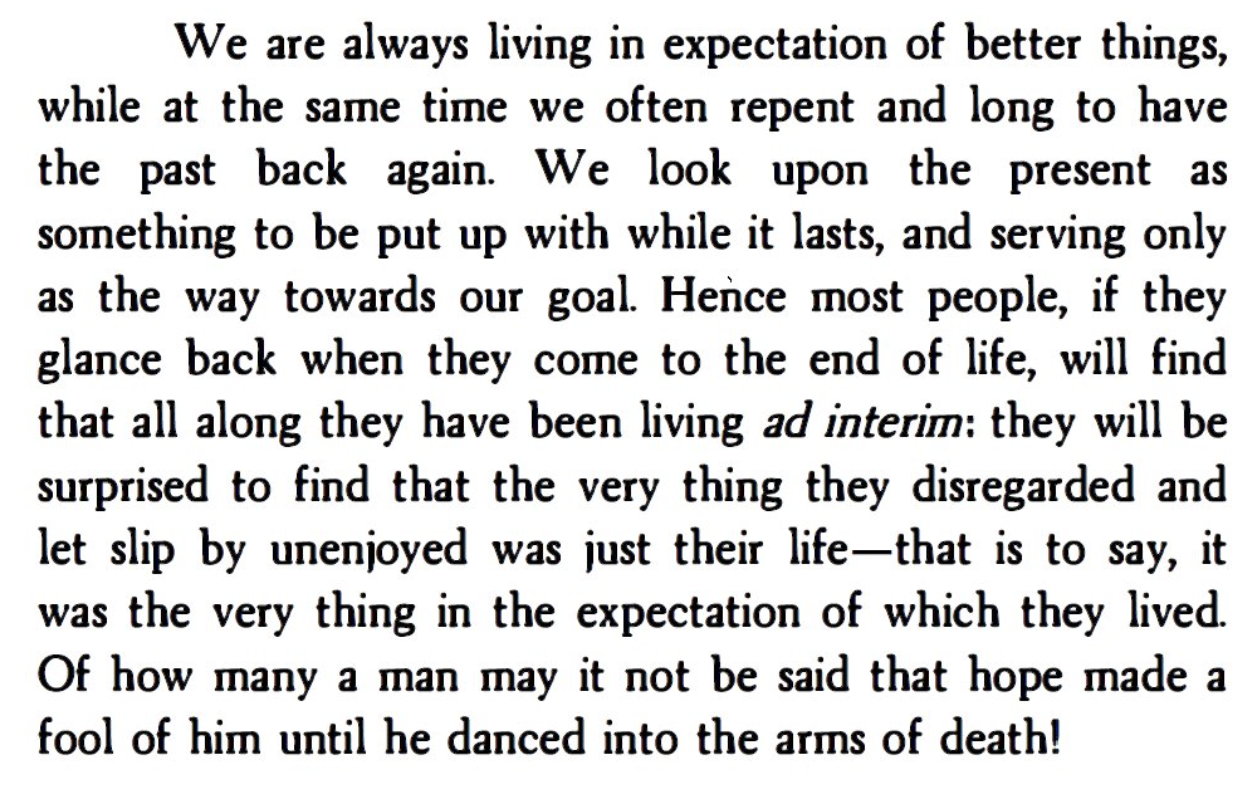 We are always living in expectation of better things,
while at the same time we often repent and long to have
the past back again. We look upon the present as
something to be put up with while it lasts, and serving only
as the way towards our goal. Hence most people, if they
glance back when they come to the end of life, will find
that all along they have been living ad interim: they will be
surprised to find that the very thing they disregarded and
let slip by unenjoyed was just their life—that is to say, it
was the very thing in the expectation of which they lived.
Of how many a man may it not be said that hope made a
fool of him until he danced into the arms of death!